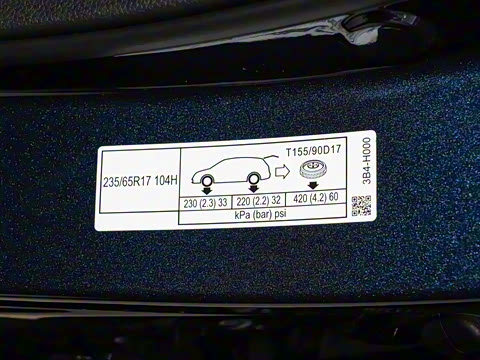 T155/90D17
235/65R17 104H
230 (2.3) 33 220 (2.2) 32 420 (4.2) 60
kPa (bar) psi
3B4-H000